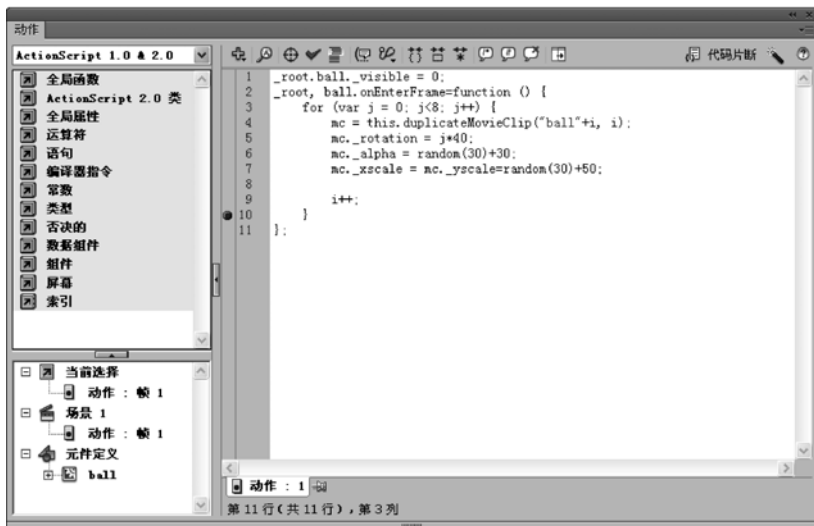 动作
ActionScript 1.0 & 2.0
代码片断
全局函数
ActionScript 2.0 类
全局属性
运算符
语句
编译器指令
常数
类型
否决的
数据组件
组件
屏幕
索引
当前选择
动作 : 帧 1
场景 1
动作 : 帧 1
元件定义
ball
1 _root.ball._visible = 0;
2 _root, ball.onEnterFrame=function () {
3 for (var j = 0; j<8; j++) {
4 mc = this.duplicateMovieClip("ball"+i, i);
5 mc._rotation = j*40;
6 mc._alpha = random(30)+30;
7 mc._xscale = mc._yscale=random(30)+50;
8
9 i++;
10 }
11 };
动作 : 1
第 11 行(共 11 行), 第 3 列